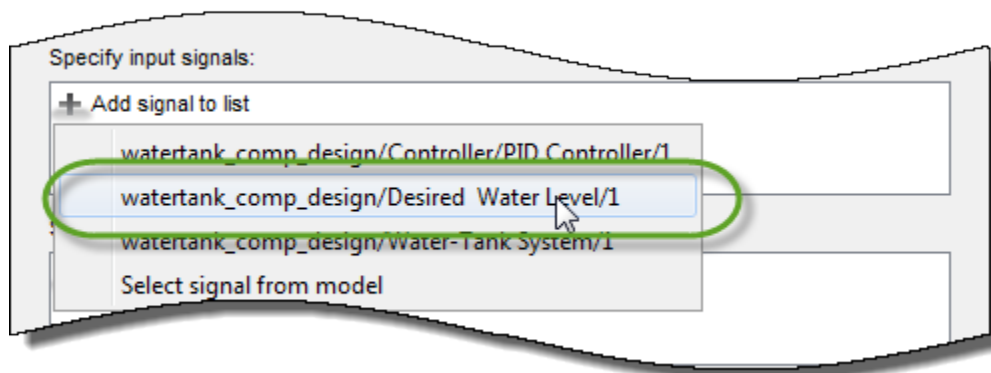 Specify input signals:
Add signal to list
watertank_comp_design/Controller/PID Controller/1
watertank_comp_design/Desired  Water Level/1
watertank_comp_design/Water-Tank System/1
Select signal from model